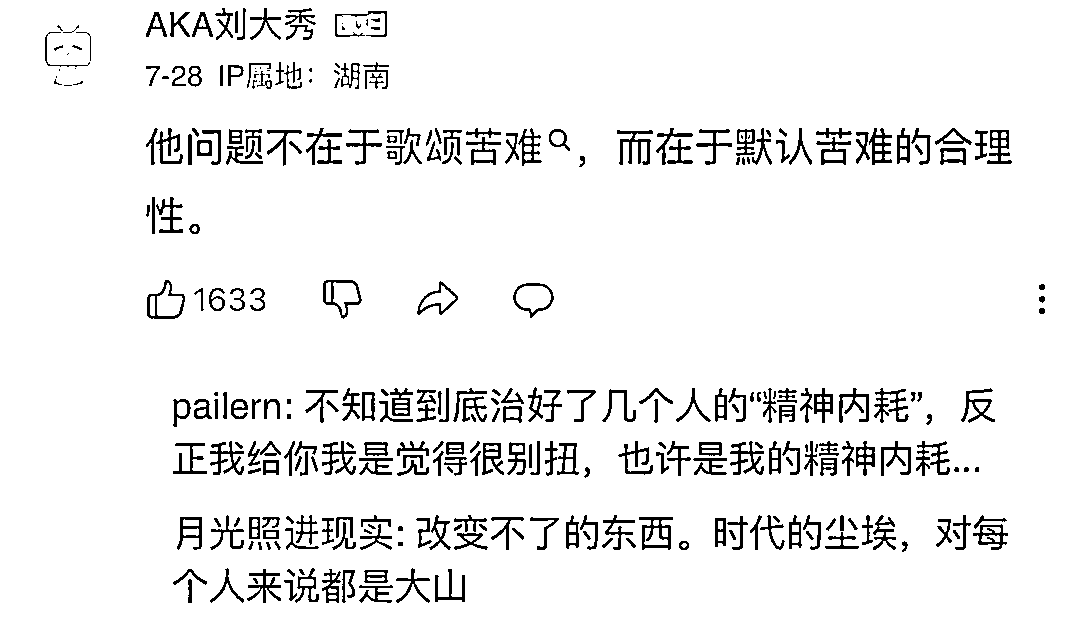 AKA刘大秀
7-28 IP属地：湖南
他问题不在于歌颂苦难，而在于默认苦难的合理
性。
1633
pailern: 不知道到底治好了几个人的“精神内耗”，反
正我给你我是觉得很别扭，也许是我的精神内耗...
月光照进现实: 改变不了的东西。时代的尘埃，对每
个人来说都是大山